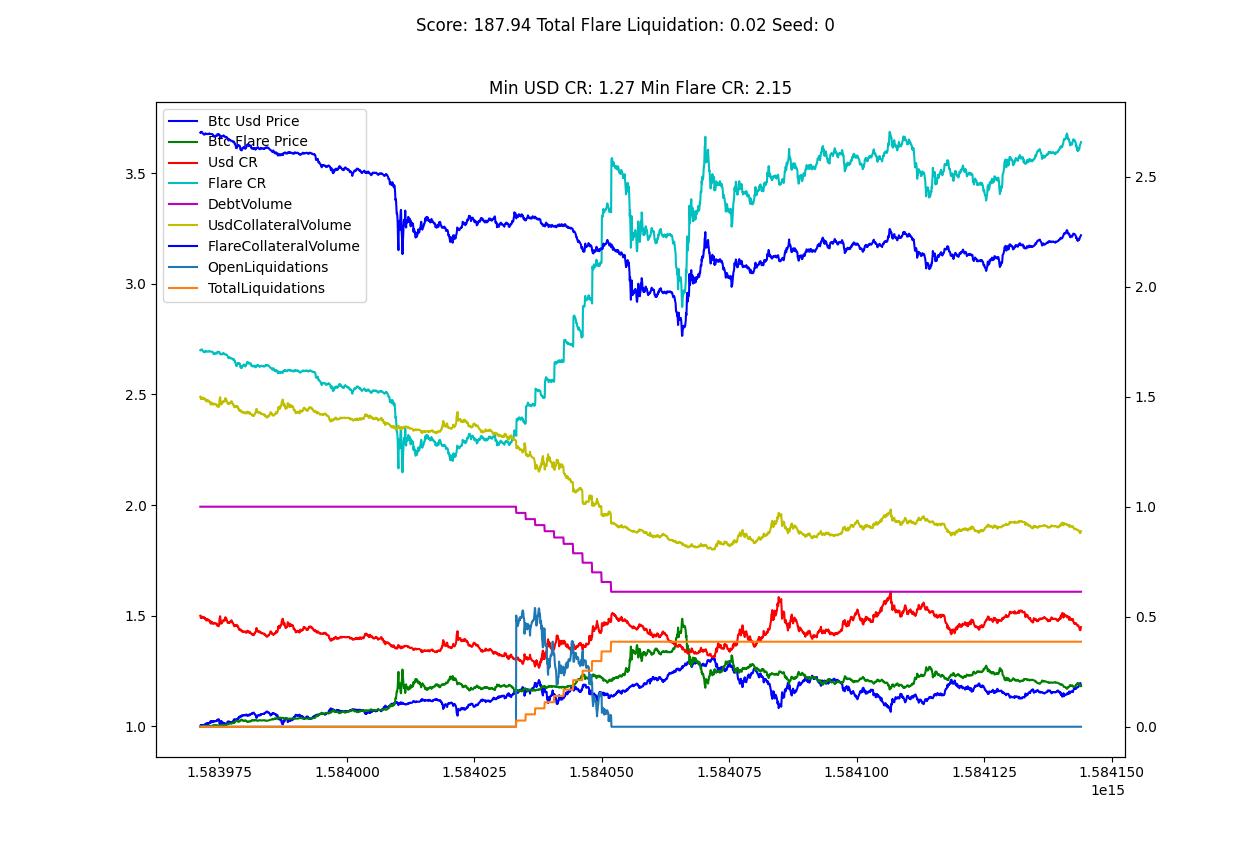 Score: 187.94 Total Flare Liquidation: 0.02 Seed: 0
Min USD CR: 1.27 Min Flare CR: 2.15
Btc Usd Price
Btc Flare Price
Usd CR
Flare CR
DebtVolume
UsdCollateralVolume
FlareCollateralVolume
OpenLiquidations
TotalLiquidations
3.5
3.0
2.5
2.0
1.5
1.0
2.5
2.0
1.5
1.0
0.5
0.0
1.583975
1.584000
1.584025
1.584050
1.584075
1.584100
1.584125
1.584150
1e15